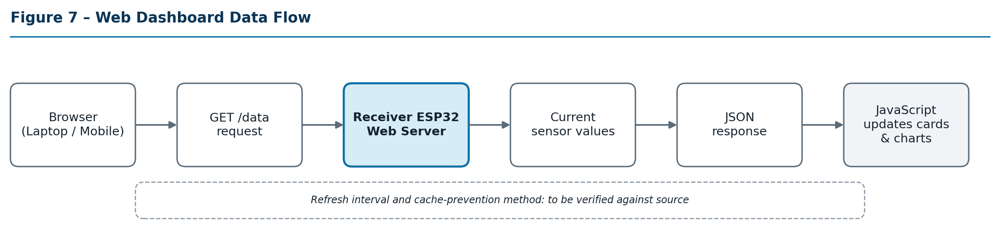 Figure 7 – Web Dashboard Data Flow
Browser
(Laptop / Mobile)
GET /data
request
Receiver ESP32
Web Server
Current
sensor values
JSON
response
JavaScript
updates cards
& charts
Refresh interval and cache-prevention method: to be verified against source